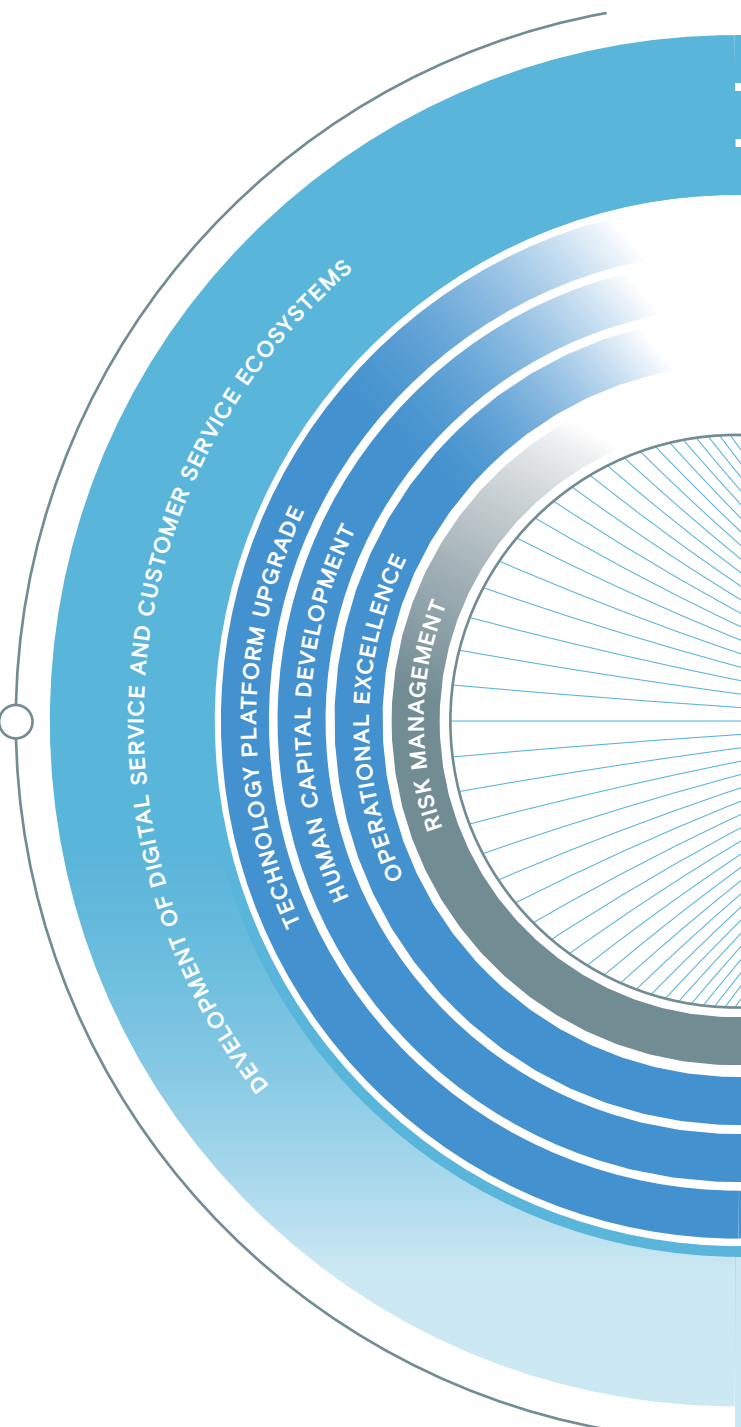 DEVELOPMENT OF DIGITAL SERVICE AND CUSTOMER SERVICE ECOSYSTEMS
TECHNOLOGY PLATFORM UPGRADE
HUMAN CAPITAL DEVELOPMENT
OPERATIONAL EXCELLENCE
RISK MANAGEMENT